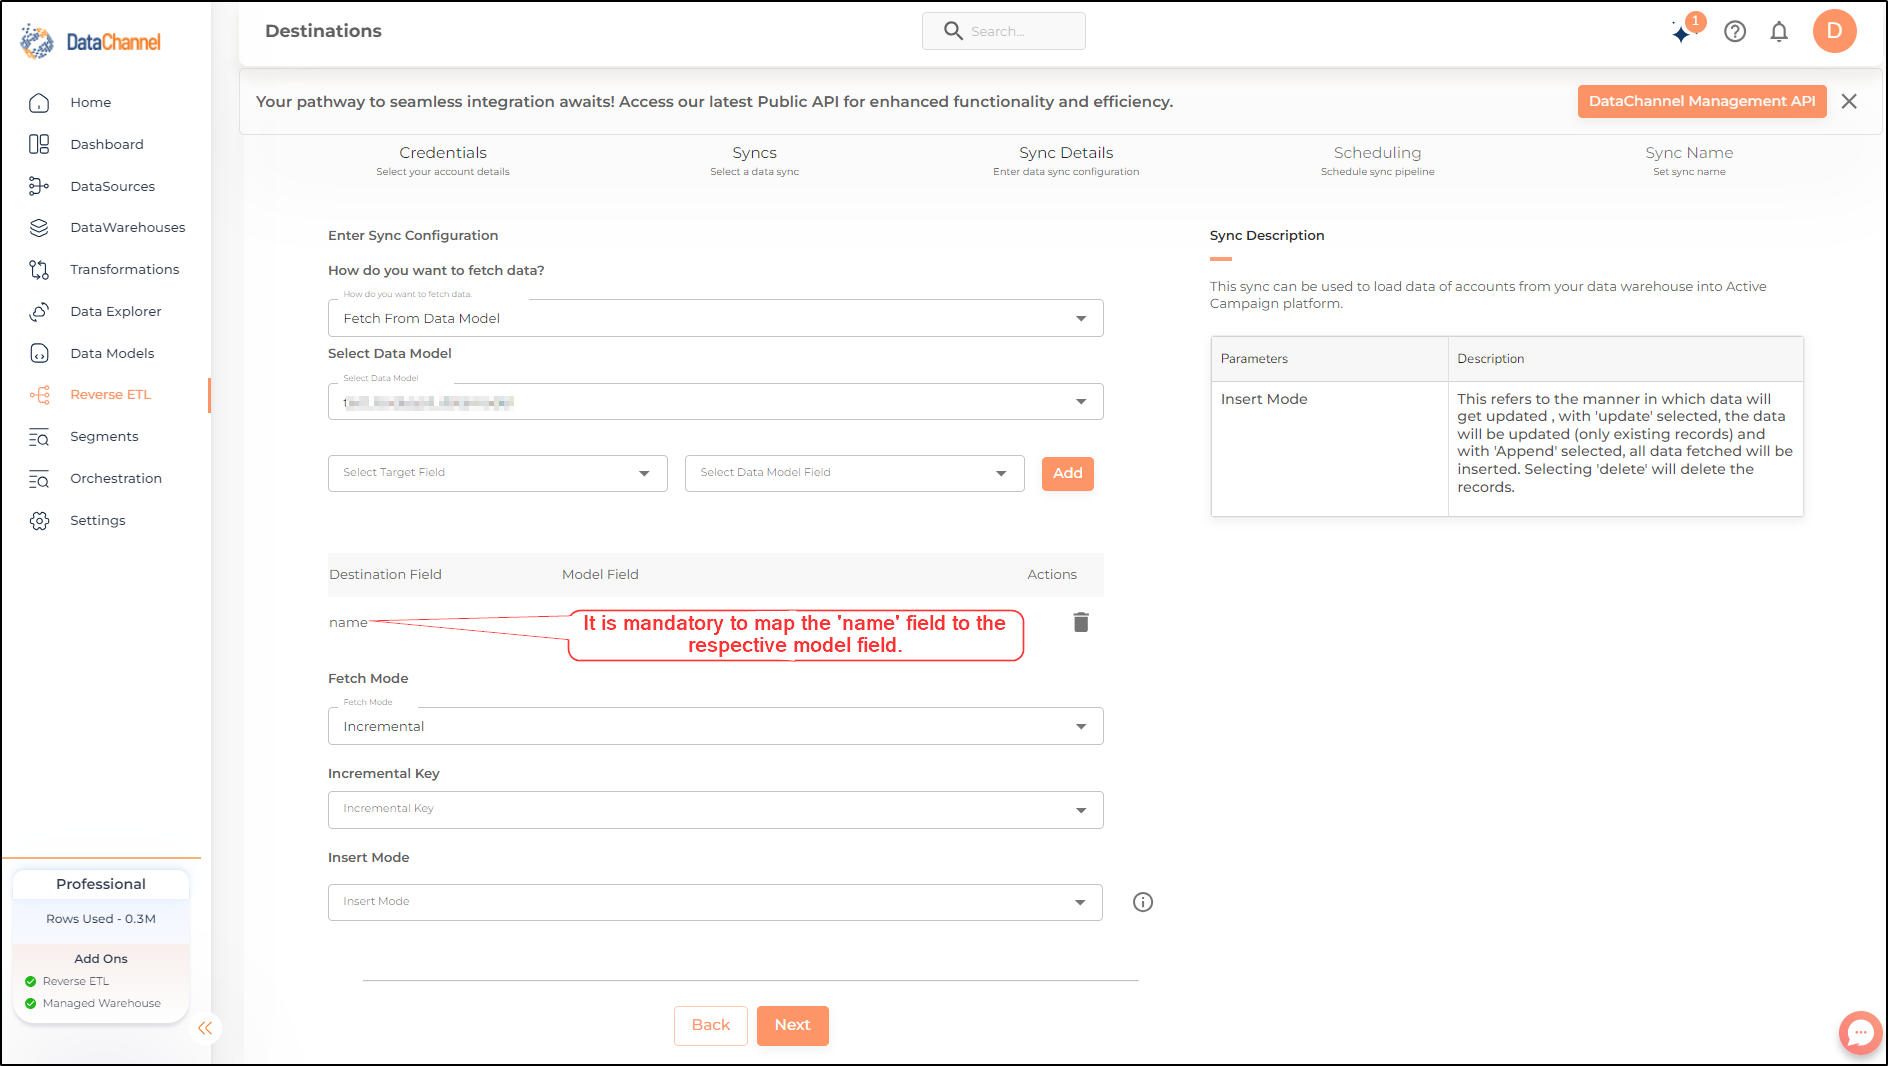 DataChannel
Destinations
Search...
1
D
Your pathway to seamless integration awaits! Access our latest Public API for enhanced functionality and efficiency.
DataChannel Management API
Home
Dashboard
DataSources
DataWarehouses
Transformations
Data Explorer
Data Models
Reverse ETL
Segments
Orchestration
Settings
Professional
Rows Used - 0.3M
Add Ons
Reverse ETL
Managed Warehouse
Credentials
Select your account details
Syncs
Select a data sync
Sync Details
Enter data sync configuration
Scheduling
Schedule sync pipeline
Sync Name
Set sync name
Enter Sync Configuration
How do you want to fetch data?
How do you want to fetch data.
Fetch From Data Model
Select Data Model
Select Data Model
Select Target Field
Select Data Model Field
Add
Destination Field
Model Field
Actions
name
It is mandatory to map the 'name' field to the
respective model field.
Fetch Mode
Fetch Mode
Incremental
Incremental Key
Incremental Key
Insert Mode
Insert Mode
Back
Next
Sync Description
This sync can be used to load data of accounts from your data warehouse into Active
Campaign platform.
Parameters
Description
Insert Mode
This refers to the manner in which data will
get updated , with 'update' selected, the data
will be updated (only existing records) and
with 'Append' selected, all data fetched will be
inserted. Selecting 'delete' will delete the
records.